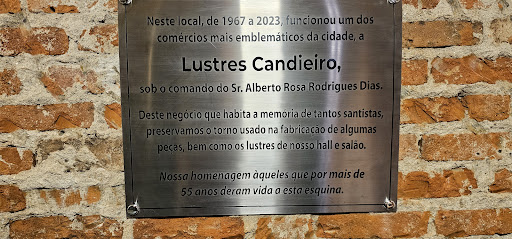 Neste local, de 1967 a 2023, funcionou um dos
comércios mais emblemáticos da cidade, a
Lustres Candieiro,
sob o comando do Sr. Alberto Rosa Rodrigues Dias.
Deste negócio que habita a memoria de tantos santistas,
preservamos o torno usado na fabricação de algumas
peças, bem como os lustres de nosso hall e salão.
Nossa homenagem àqueles que por mais de
55 anos deram vida a esta esquina.